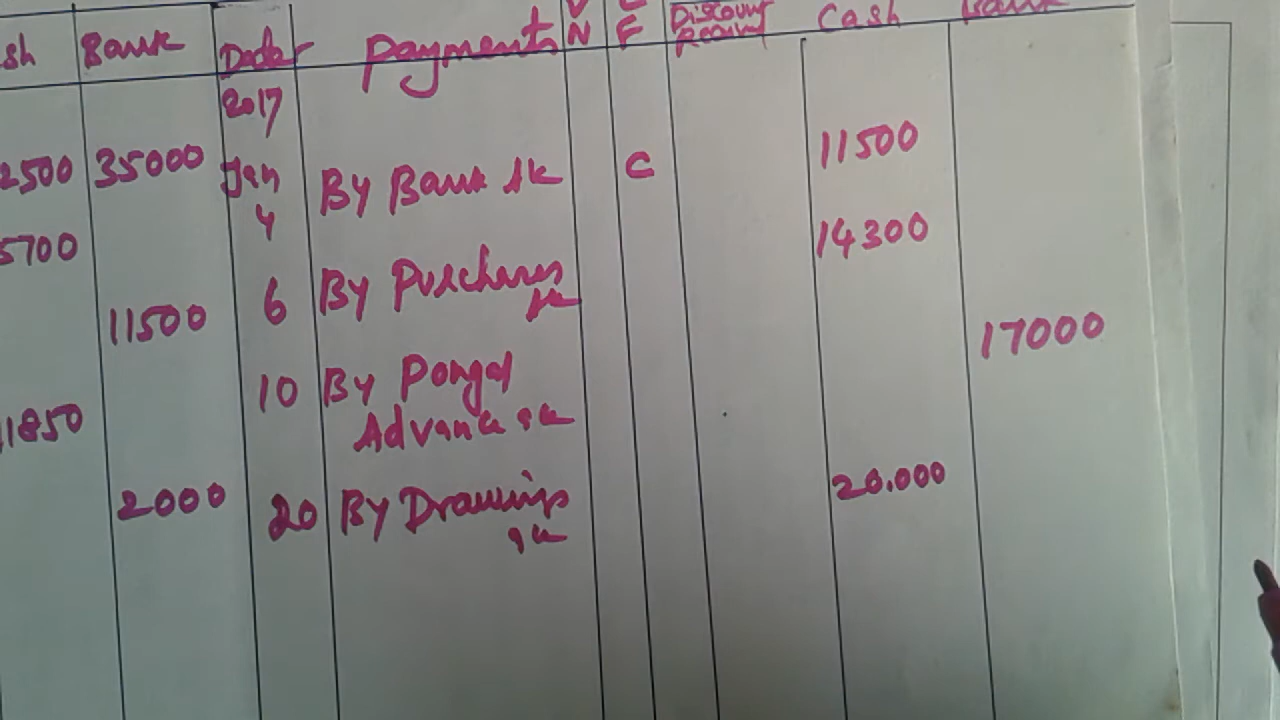 sh Bank Date Payments V N L F Discount Received Cash Bank
2017
2500 35000 Jan 4 By Bank A/c C 11500
5700 14300
11500 6 By Purchases A/c
17000
10 By Pongal
11850 Advance A/c
2000 20 By Drawings A/c 20,000